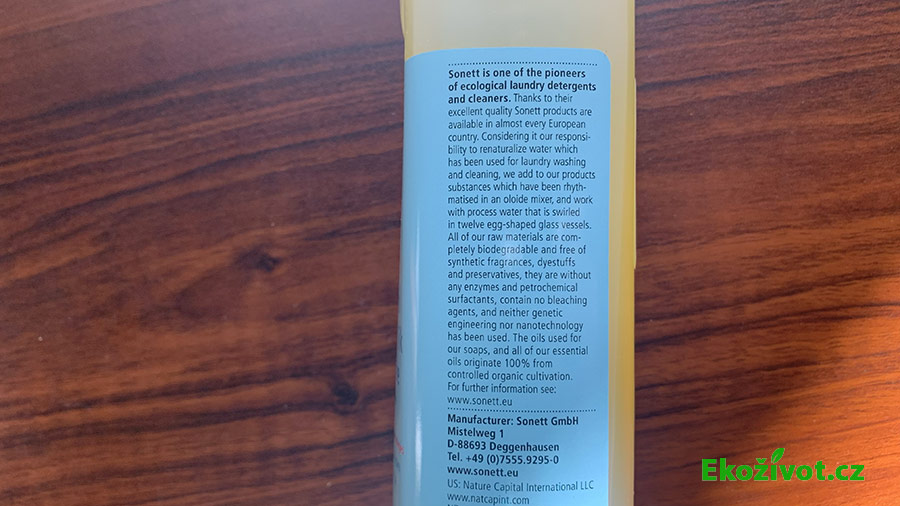 Sonett is one of the pioneers
of ecological laundry detergents
and cleaners. Thanks to their
excellent quality Sonett products are
available in almost every European
country. Considering it our responsi-
bility to renaturalize water which
has been used for laundry washing
and cleaning, we add to our products
substances which have been rhyth-
matised in an oloide mixer, and work
with process water that is swirled
in twelve egg-shaped glass vessels.
All of our raw materials are com-
pletely biodegradable and free of
synthetic fragrances, dyestuffs
and preservatives, they are without
any enzymes and petrochemical
surfactants, contain no bleaching
agents, and neither genetic
engineering nor nanotechnology
has been used. The oils used for
our soaps, and all of our essential
oils originate 100% from
controlled organic cultivation.
For further information see:
www.sonett.eu
Manufacturer: Sonett GmbH
Mistelweg 1
D-88693 Deggenhausen
Tel. +49 (0)7555.9295-0
www.sonett.eu
US: Nature Capital International LLC
www.natcapint.com
Ekoživot.cz